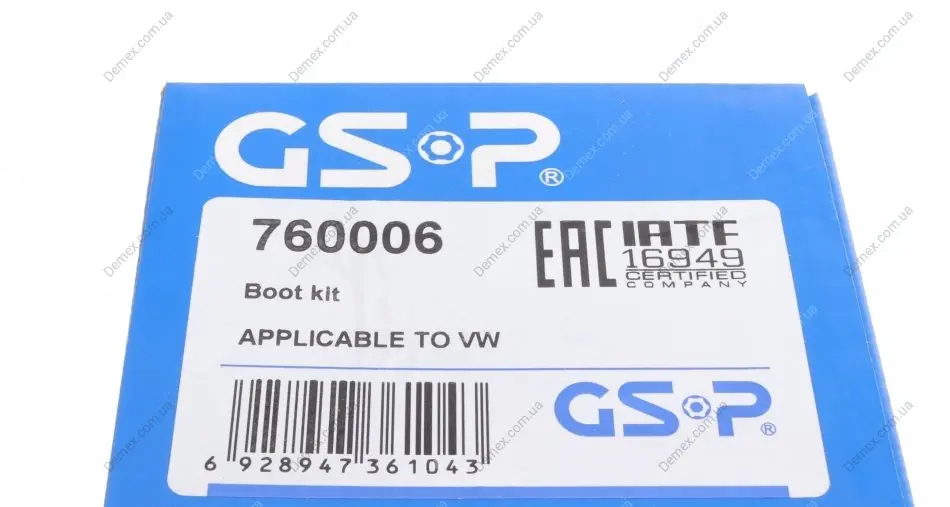 GSP®
760006
EAC
IATF
16949
CERTIFIED
COMPANY
Boot kit
APPLICABLE TO VW
6 928947 361043
GSP®
Demex.com.ua